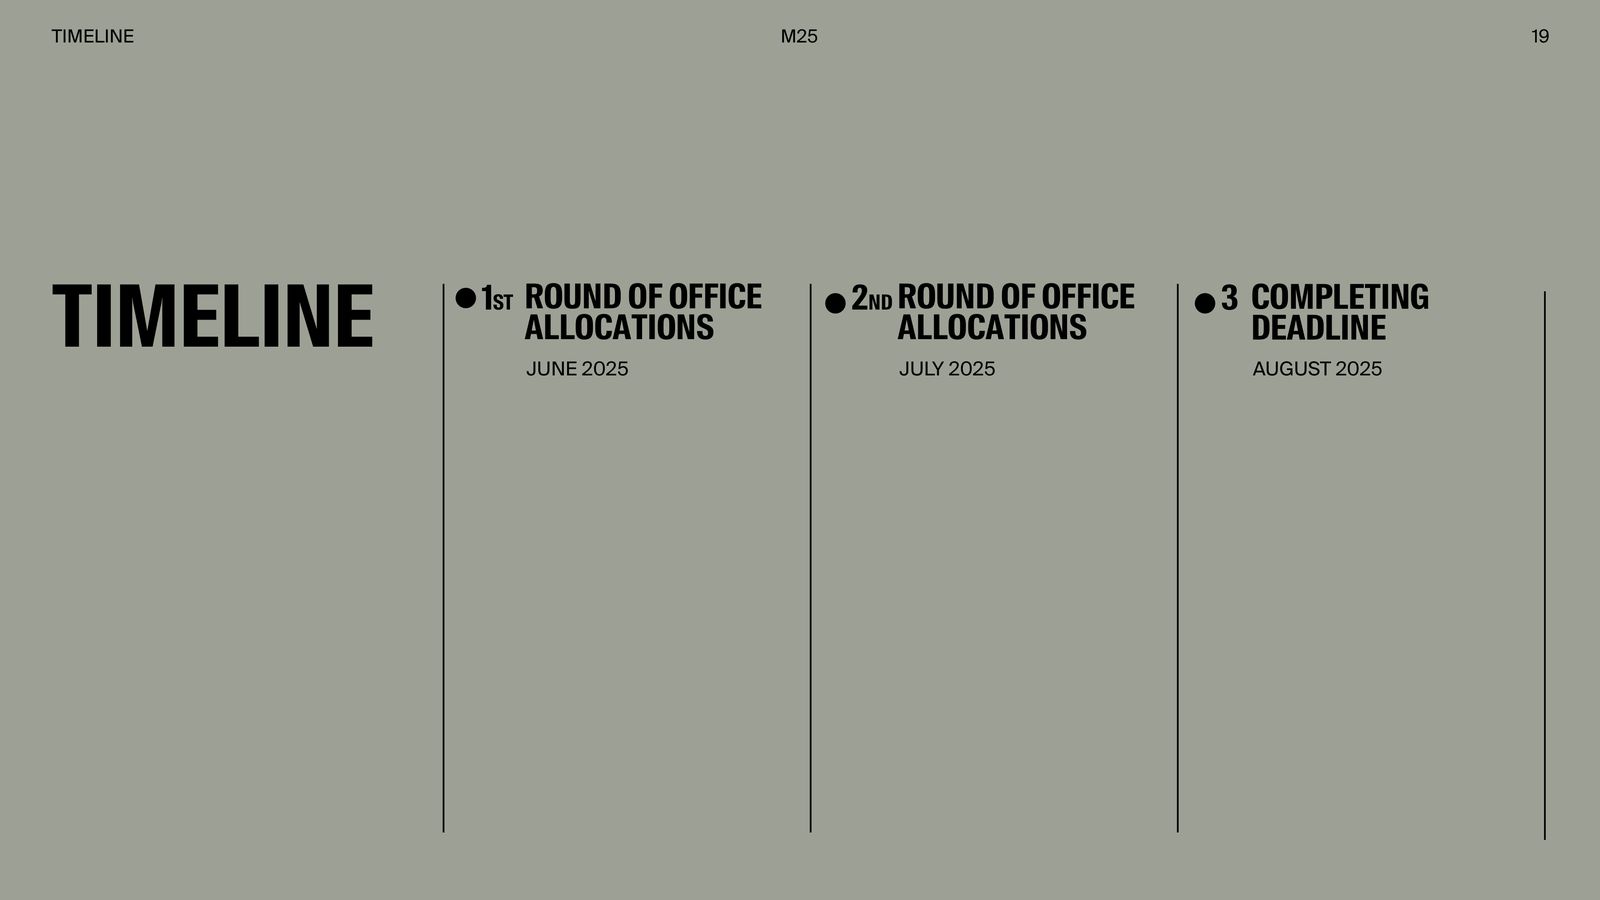 TIMELINE
M25
19
TIMELINE
1ST ROUND OF OFFICE
ALLOCATIONS
JUNE 2025
2ND ROUND OF OFFICE
ALLOCATIONS
JULY 2025
3 COMPLETING
DEADLINE
AUGUST 2025